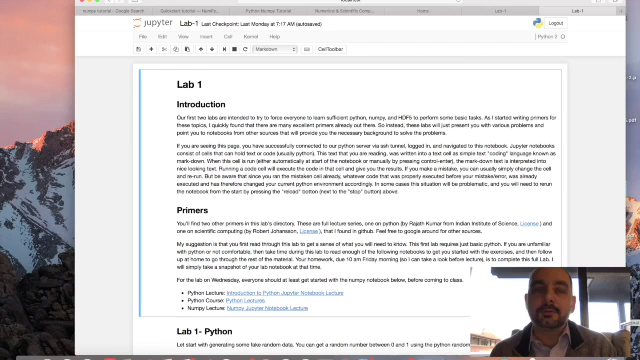 numpy tutorial - Google Search
Quickstart tutorial — NumPy...
Python Numpy Tutorial
Numerical & Scientific Comp...
Home
Lab-1
Lab-1
jupyter Lab-1 Last Checkpoint: Last Monday at 7:17 AM (autosaved)
Logout
File Edit View Insert Cell Kernel Help
Python 2
Markdown
CellToolbar
Lab 1
Introduction
Our first two labs are intended to try to force everyone to learn sufficient python, numpy, and HDF5 to perform some basic tasks. As I started writing primers for
these topics, I quickly found that there are many excellent primers already out there. So instead, these labs will just present you with various problems and
point you to notebooks from other sources that will provide you the necessary background to solve the problems.
If you are seeing this page, you have successfully connected to our python server via ssh tunnel, logged in, and navigated to this notebook. Jupyter notebooks
consist of cells that can hold text or code (usually python). This text that you are reading, was written into a text cell as simple text "coding" language known as
mark-down. When this cell is run (either automatically at start of the notebook or manually by pressing control-enter), the mark-down text is interpreted into
nice looking text. Running a code cell will execute the code in that cell and give you the results. If you make a mistake, you can usually simply change the cell
and re-run. But be aware that since you ran the mistaken cell already, whatever code that was properly executed before your mistake/error, was already
executed and has therefore changed your current python environment accordingly. In some cases this situation will be problematic, and you will need to rerun
the notebook from the start by pressing the "reload" button (next to the "stop" button) above.
Primers
You'll find two other primers in this lab's directory. These are full lecture series, one on python (by Rajath Kumar from Indian Institute of Science, License) and
one on scientific computing (by Robert Johansson, License), that I found in github. Feel free to google around for other sources.
My suggestion is that you first read through this lab to get a sense of what you will need to know. This first lab requires just basic python. If you are unfamiliar
with python or not comfortable, then take time during this lab to read enough of the following notebooks to get you started with the exercises, and then follow
up at home to go through the rest of the material. Your homework, due 10 am Friday morning (so I can take a look before lecture), is to complete this full Lab. I
will simply take a snapshot of your lab notebook at that time.
For the lab on Wednesday, everyone should at least get started with the numpy notebook below, before coming to class.
• Python Lecture: Introduction to Python Jupyter Notebook Lecture
• Python Course: Python Lectures
• Numpy Lecture: Numpy Jupyter Notebook Lecture
Lab 1- Python
Let start with generating some fake random data. You can get a random number between 0 and 1 using the python random